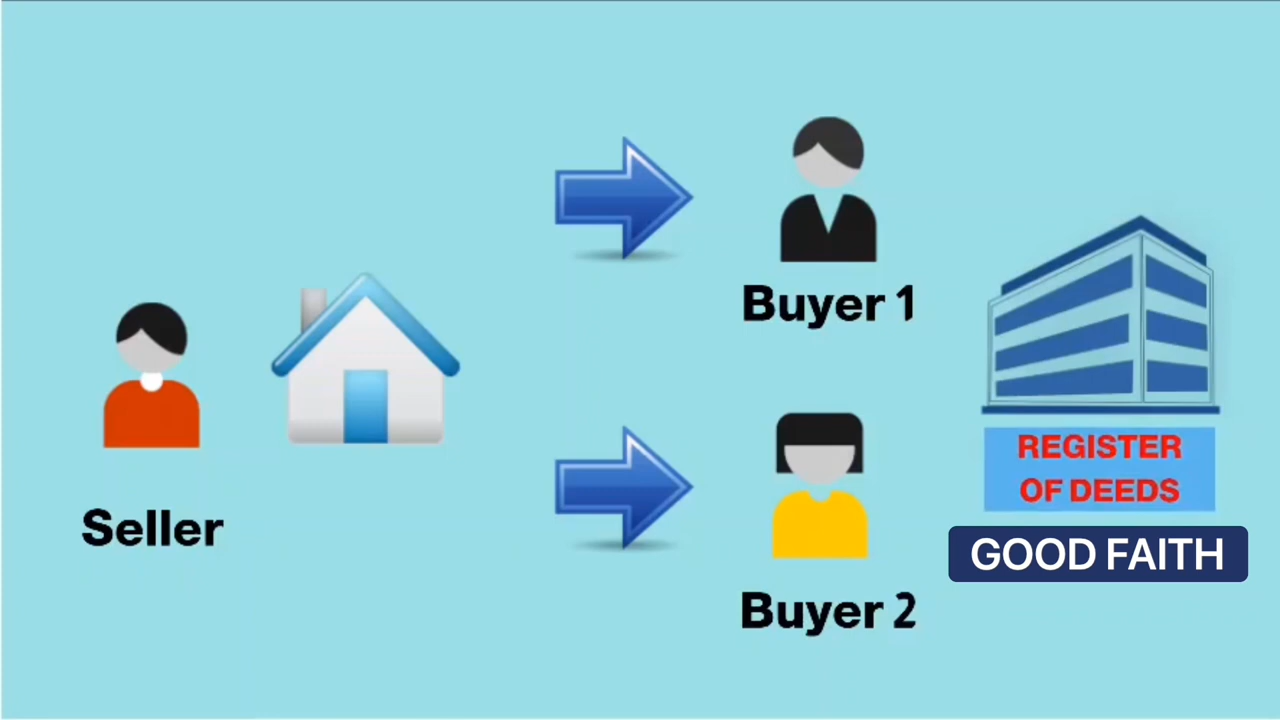 Buyer 1
REGISTER
OF DEEDS
Seller
GOOD FAITH
Buyer 2